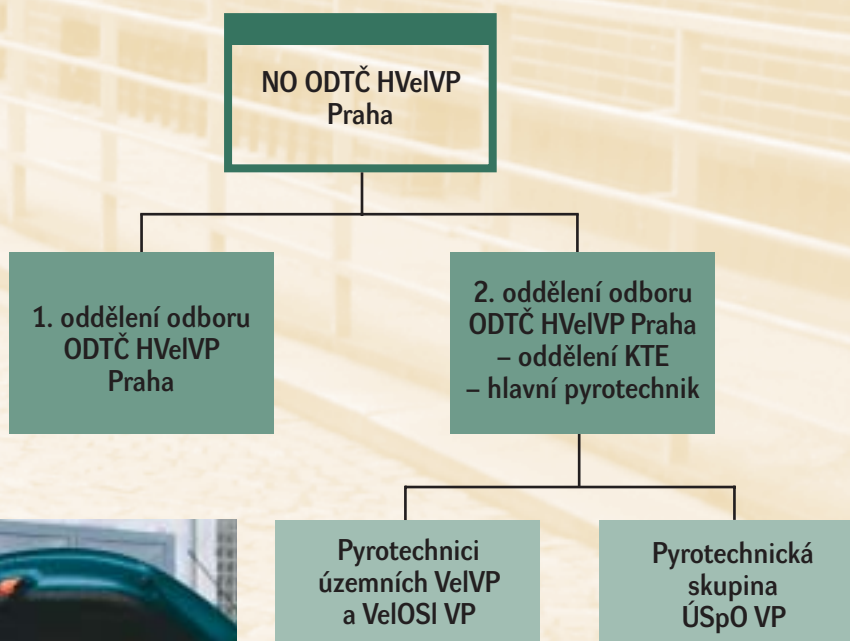 NO ODTČ HVelVP
Praha
1. oddělení odboru
ODTČ HVelVP
Praha
2. oddělení odboru
ODTČ HVelVP Praha
– oddělení KTE
– hlavní pyrotechnik
Pyrotechnici
územních VelVP
a VelOSl VP
Pyrotechnická
skupina
ÚSpO VP